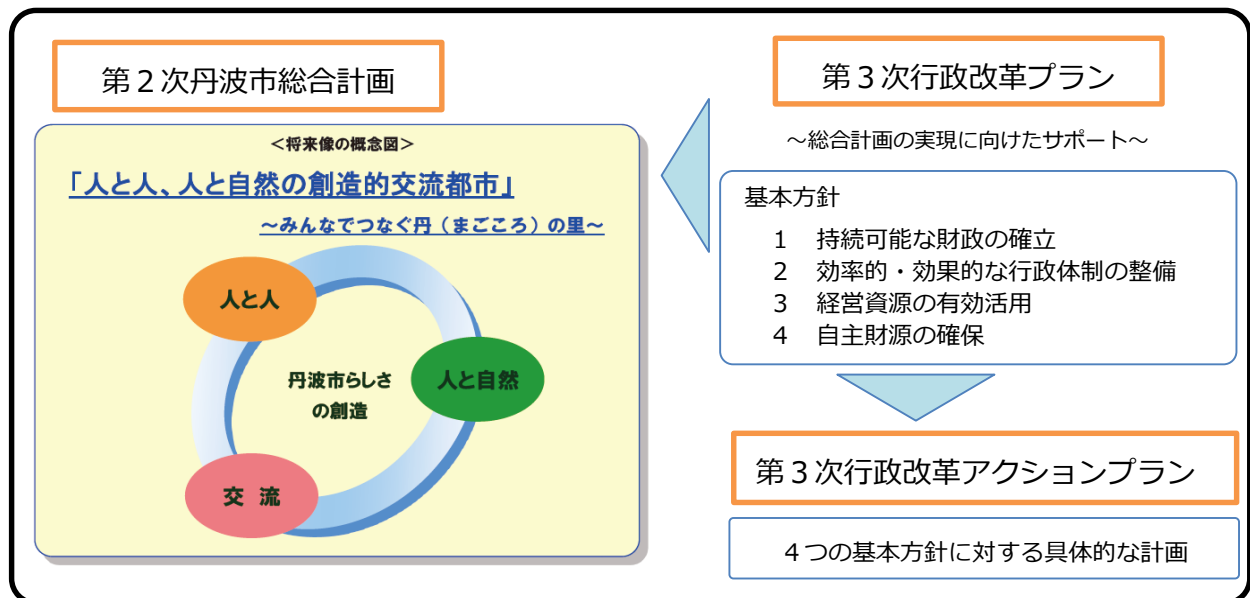 第２次丹波市総合計画
＜将来像の概念図＞
「人と人、人と自然の創造的交流都市」
～みんなでつなぐ丹（まごころ）の里～
人と人
人と自然
丹波市らしさ
の創造
交 流
第３次行政改革プラン
～総合計画の実現に向けたサポート～
基本方針
１　持続可能な財政の確立
２　効率的・効果的な行政体制の整備
３　経営資源の有効活用
４　自主財源の確保
第３次行政改革アクションプラン
４つの基本方針に対する具体的な計画